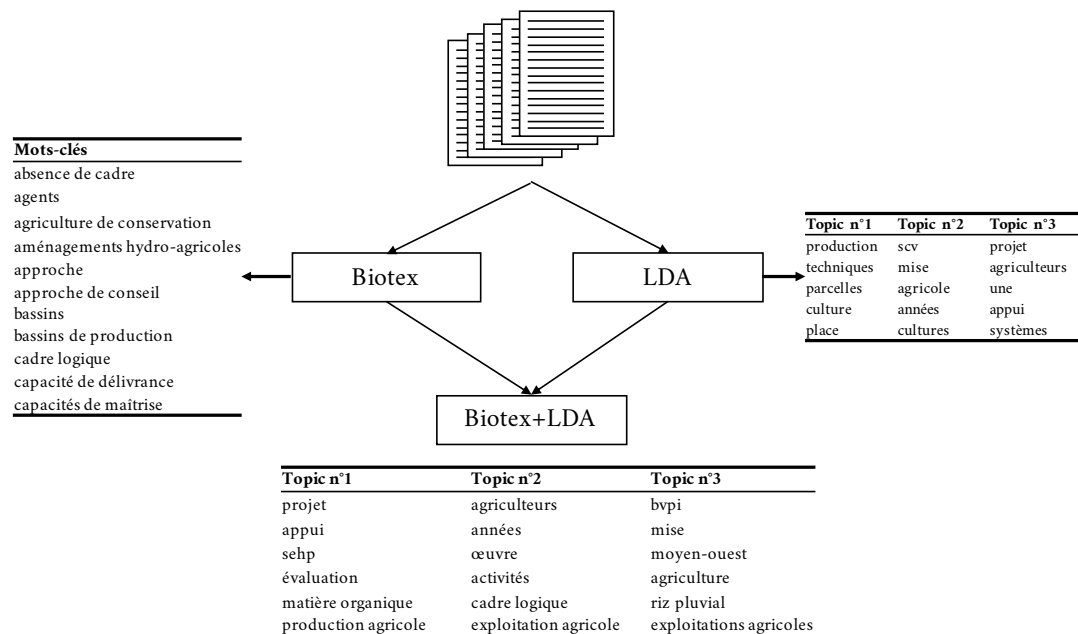 Mots-clés
absence de cadre
agents
agriculture de conservation
aménagements hydro-agricoles
approche
approche de conseil
bassins
bassins de production
cadre logique
capacité de délivrance
capacités de maîtrise
Biotex
LDA
Topic n°1 Topic n°2 Topic n°3
production scv projet
techniques mise agriculteurs
parcelles agricole une
culture années appui
place cultures systèmes
Biotex+LDA
Topic n°1 Topic n°2 Topic n°3
projet agriculteurs bvpi
appui années mise
sehp œuvre moyen-ouest
évaluation activités agriculture
matière organique cadre logique riz pluvial
production agricole exploitation agricole exploitations agricoles